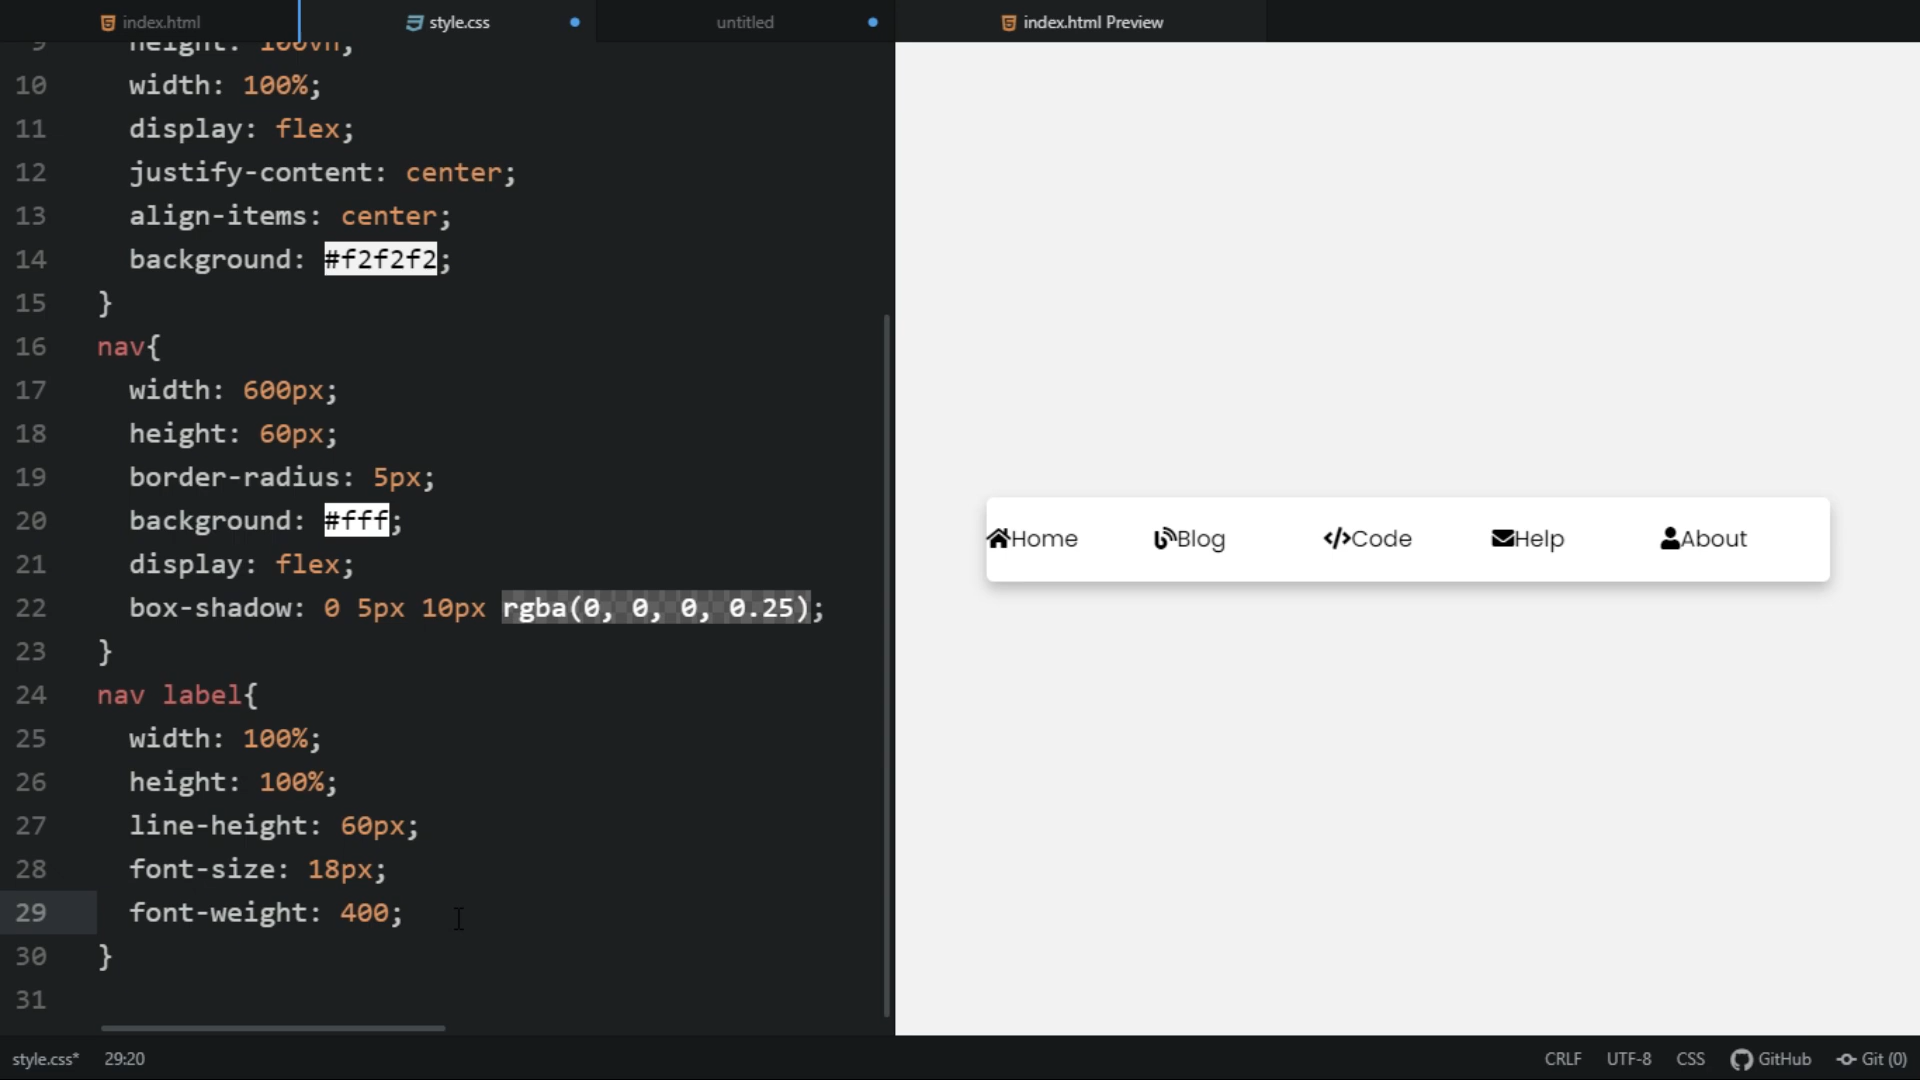 index.html
style.css
untitled
index.html Preview
9 height: 100vh;
10 width: 100%;
11 display: flex;
12 justify-content: center;
13 align-items: center;
14 background: #f2f2f2;
15 }
16 nav{
17 width: 600px;
18 height: 60px;
19 border-radius: 5px;
20 background: #fff;
21 display: flex;
22 box-shadow: 0 5px 10px rgba(0, 0, 0, 0.25);
23 }
24 nav label{
25 width: 100%;
26 height: 100%;
27 line-height: 60px;
28 font-size: 18px;
29 font-weight: 400;
30 }
31
Home
Blog
Code
Help
About
style.css* 29:20
CRLF UTF-8 CSS GitHub Git (0)